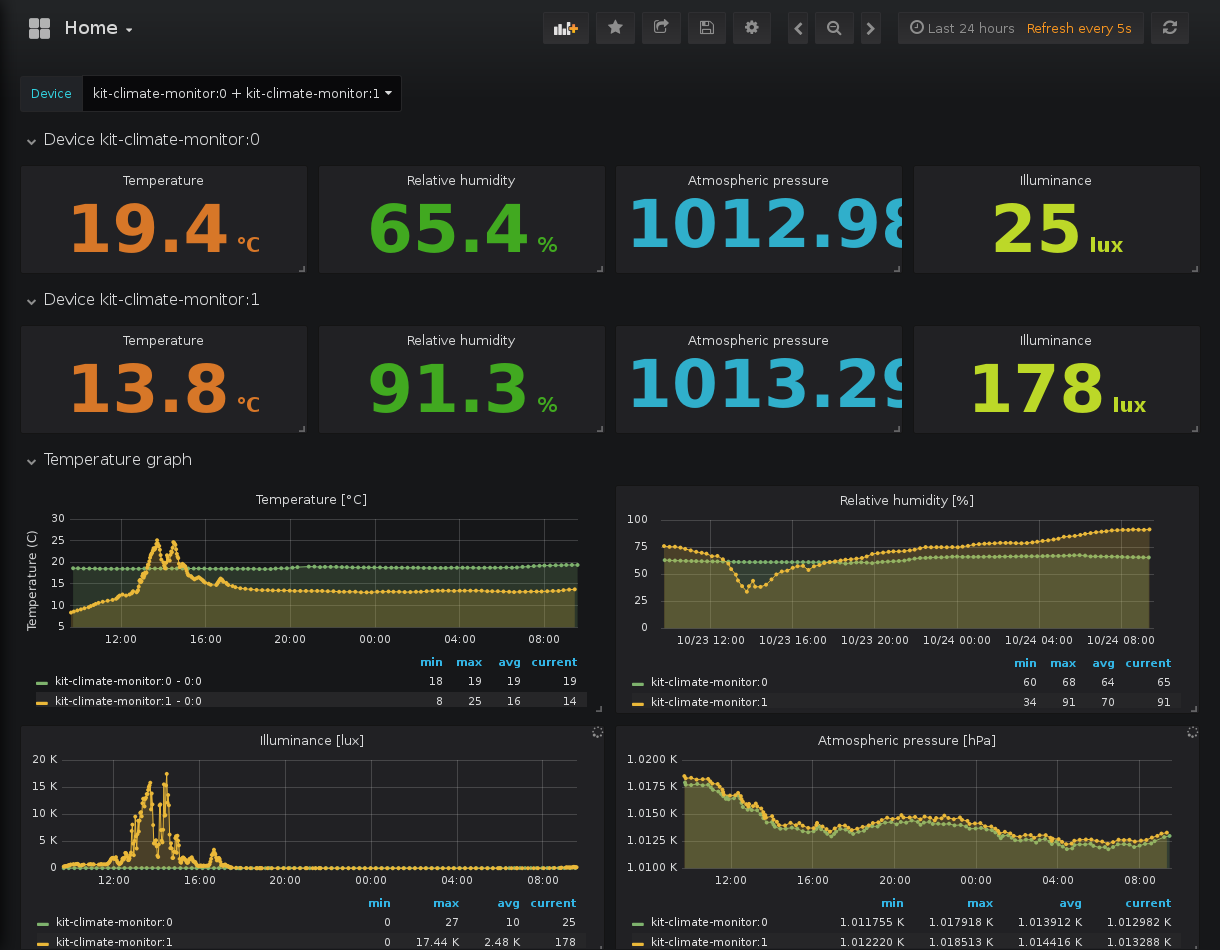 Home
Last 24 hours Refresh every 5s
Device kit-climate-monitor:0 + kit-climate-monitor:1
Device kit-climate-monitor:0
Temperature Relative humidity Atmospheric pressure Illuminance
19.4 °C 65.4 % 1012.98 25 lux
Device kit-climate-monitor:1
Temperature Relative humidity Atmospheric pressure Illuminance
13.8 °C 91.3 % 1013.29 178 lux
Temperature graph
Temperature [°C]
Temperature (C)
30
25
20
15
10
5
12:00 16:00 20:00 00:00 04:00 08:00
min max avg current
kit-climate-monitor:0 - 0:0 18 19 19 19
kit-climate-monitor:1 - 0:0 8 25 16 14
Relative humidity [%]
100
75
50
25
0
10/23 12:00 10/23 16:00 10/23 20:00 10/24 00:00 10/24 04:00 10/24 08:00
min max avg current
kit-climate-monitor:0 60 68 64 65
kit-climate-monitor:1 34 91 70 91
Illuminance [lux]
20 K
15 K
10 K
5 K
0
12:00 16:00 20:00 00:00 04:00 08:00
min max avg current
kit-climate-monitor:0 0 27 10 25
kit-climate-monitor:1 0 17.44 K 2.48 K 178
Atmospheric pressure [hPa]
1.0200 K
1.0175 K
1.0150 K
1.0125 K
1.0100 K
12:00 16:00 20:00 00:00 04:00 08:00
min max avg current
kit-climate-monitor:0 1.011755 K 1.017918 K 1.013912 K 1.012982 K
kit-climate-monitor:1 1.012220 K 1.018513 K 1.014416 K 1.013288 K